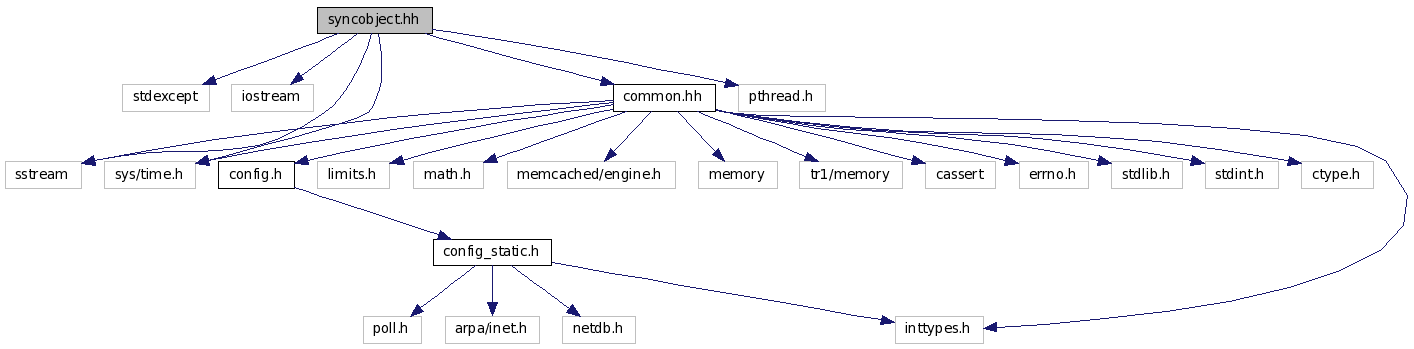 syncobject.hh
stdexcept
iostream
common.hh
pthread.h
sstream
sys/time.h
config.h
limits.h
math.h
memcached/engine.h
memory
tr1/memory
cassert
errno.h
stdlib.h
stdint.h
ctype.h
config_static.h
poll.h
arpa/inet.h
netdb.h
inttypes.h